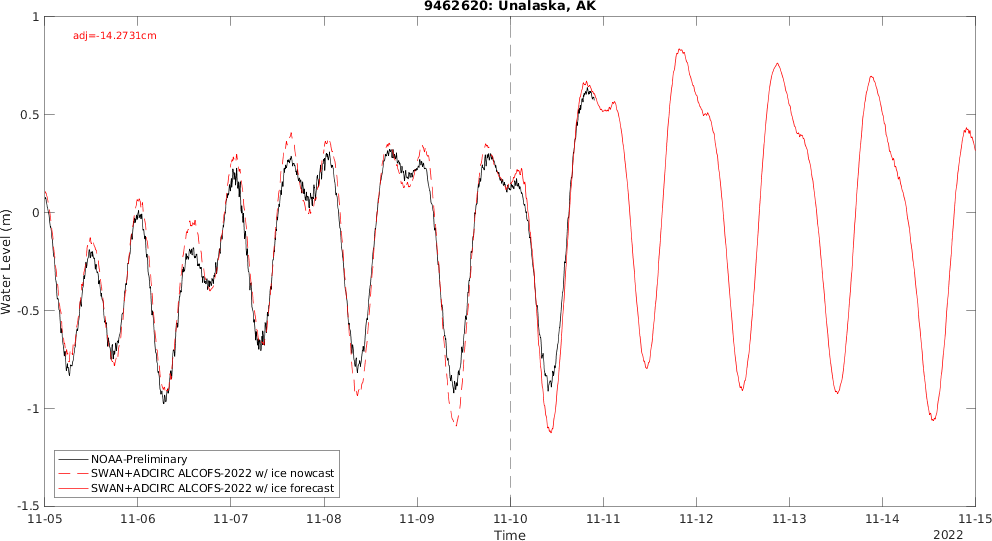 9462620: Unalaska, AK
adj=-14.2731cm
1
0.5
0
-0.5
-1
-1.5
Water Level (m)
NOAA-Preliminary
SWAN+ADCIRC ALCOFS-2022 w/ ice nowcast
SWAN+ADCIRC ALCOFS-2022 w/ ice forecast
11-05 11-06 11-07 11-08 11-09 11-10 11-11 11-12 11-13 11-14 11-15
Time
2022